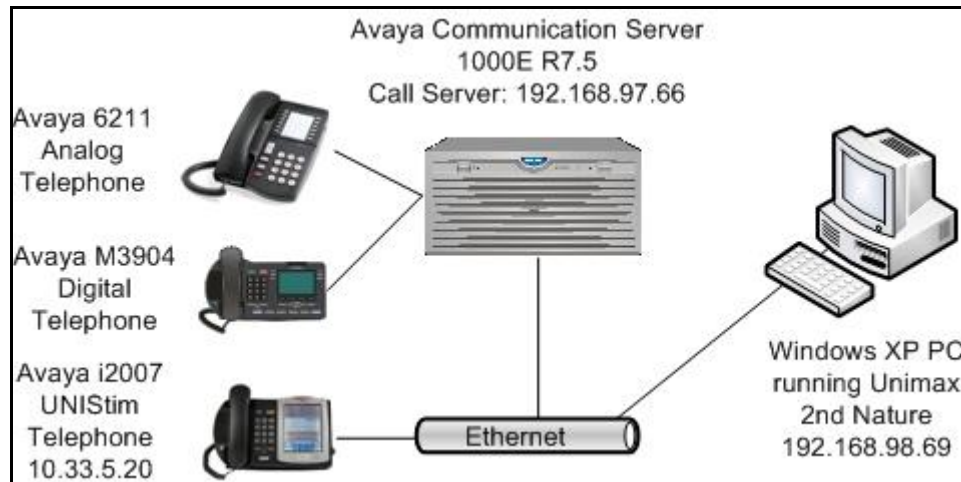 Avaya Communication Server
1000E R7.5
Call Server: 192.168.97.66
Avaya 6211
Analog
Telephone
Avaya M3904
Digital
Telephone
Avaya i2007
UNIStim
Telephone
10.33.5.20
Ethernet
Windows XP PC
running Unimax
2nd Nature
192.168.98.69